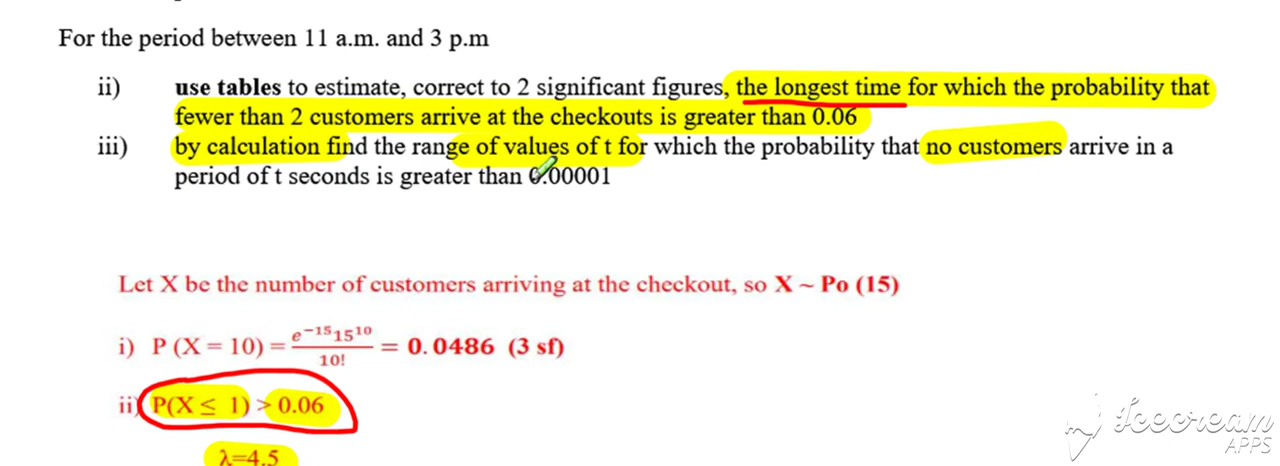 For the period between 11 a.m. and 3 p.m
ii) use tables to estimate, correct to 2 significant figures, the longest time for which the probability that
fewer than 2 customers arrive at the checkouts is greater than 0.06
iii) by calculation find the range of values of t for which the probability that no customers arrive in a
period of t seconds is greater than 0.00001
Let X be the number of customers arriving at the checkout, so X ~ Po (15)
i) P (X = 10) = e⁻¹⁵15¹⁰/10! = 0.0486 (3 sf)
ii) P(X ≤ 1) > 0.06
λ=4.5
Icecream
APPS